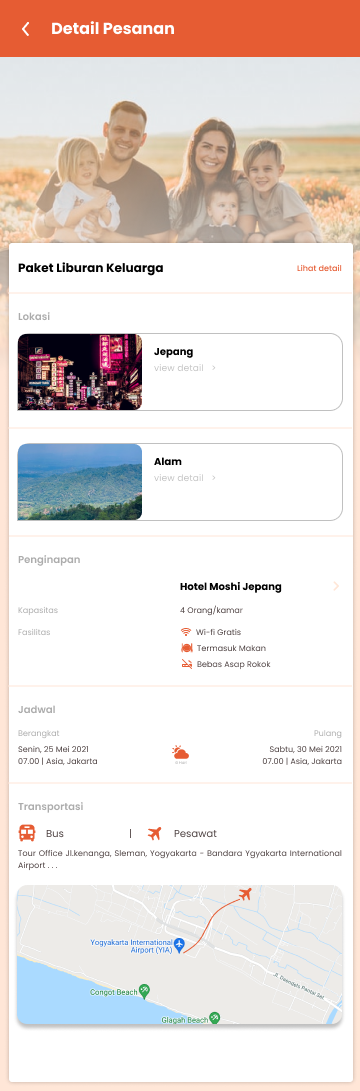 Detail Pesanan
Paket Liburan Keluarga
Lihat detail
Lokasi
Jepang
view detail >
Alam
view detail >
Penginapan
Hotel Moshi Jepang
Kapasitas
4 Orang/kamar
Fasilitas
Wi-fi Gratis
Termasuk Makan
Bebas Asap Rokok
Jadwal
Berangkat
Pulang
Senin, 25 Mei 2021
Sabtu, 30 Mei 2021
07.00 | Asia, Jakarta
07.00 | Asia, Jakarta
Transportasi
Bus | Pesawat
Tour Office Jl.kenanga, Sleman, Yogyakarta - Bandara Ygyakarta International
Airport . . .
Yogyakarta International
Airport (YIA)
Jl. Daendels Pantai Sel
Congot Beach
Glagah Beach